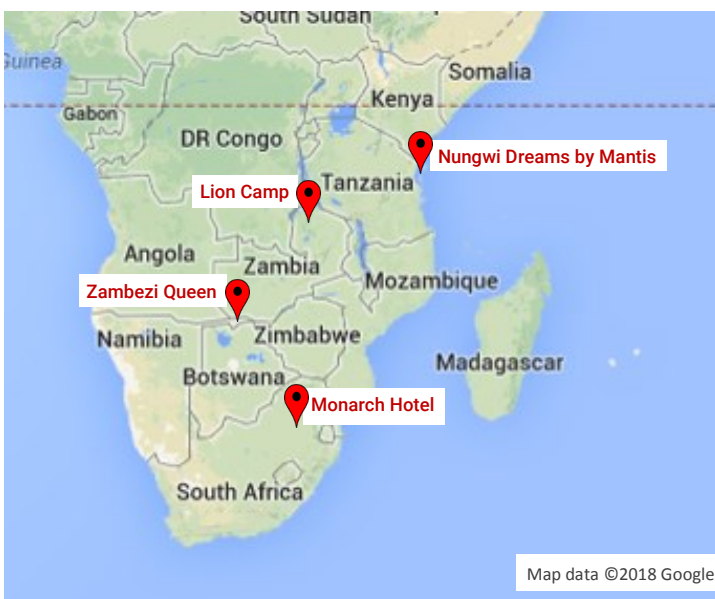 South Sudan
Guinea
Somalia
Kenya
Gabon
DR Congo
Nungwi Dreams by Mantis
Tanzania
Lion Camp
Angola
Zambia
Mozambique
Zambezi Queen
Namibia
Zimbabwe
Madagascar
Botswana
Monarch Hotel
South Africa
Map data ©2018 Google